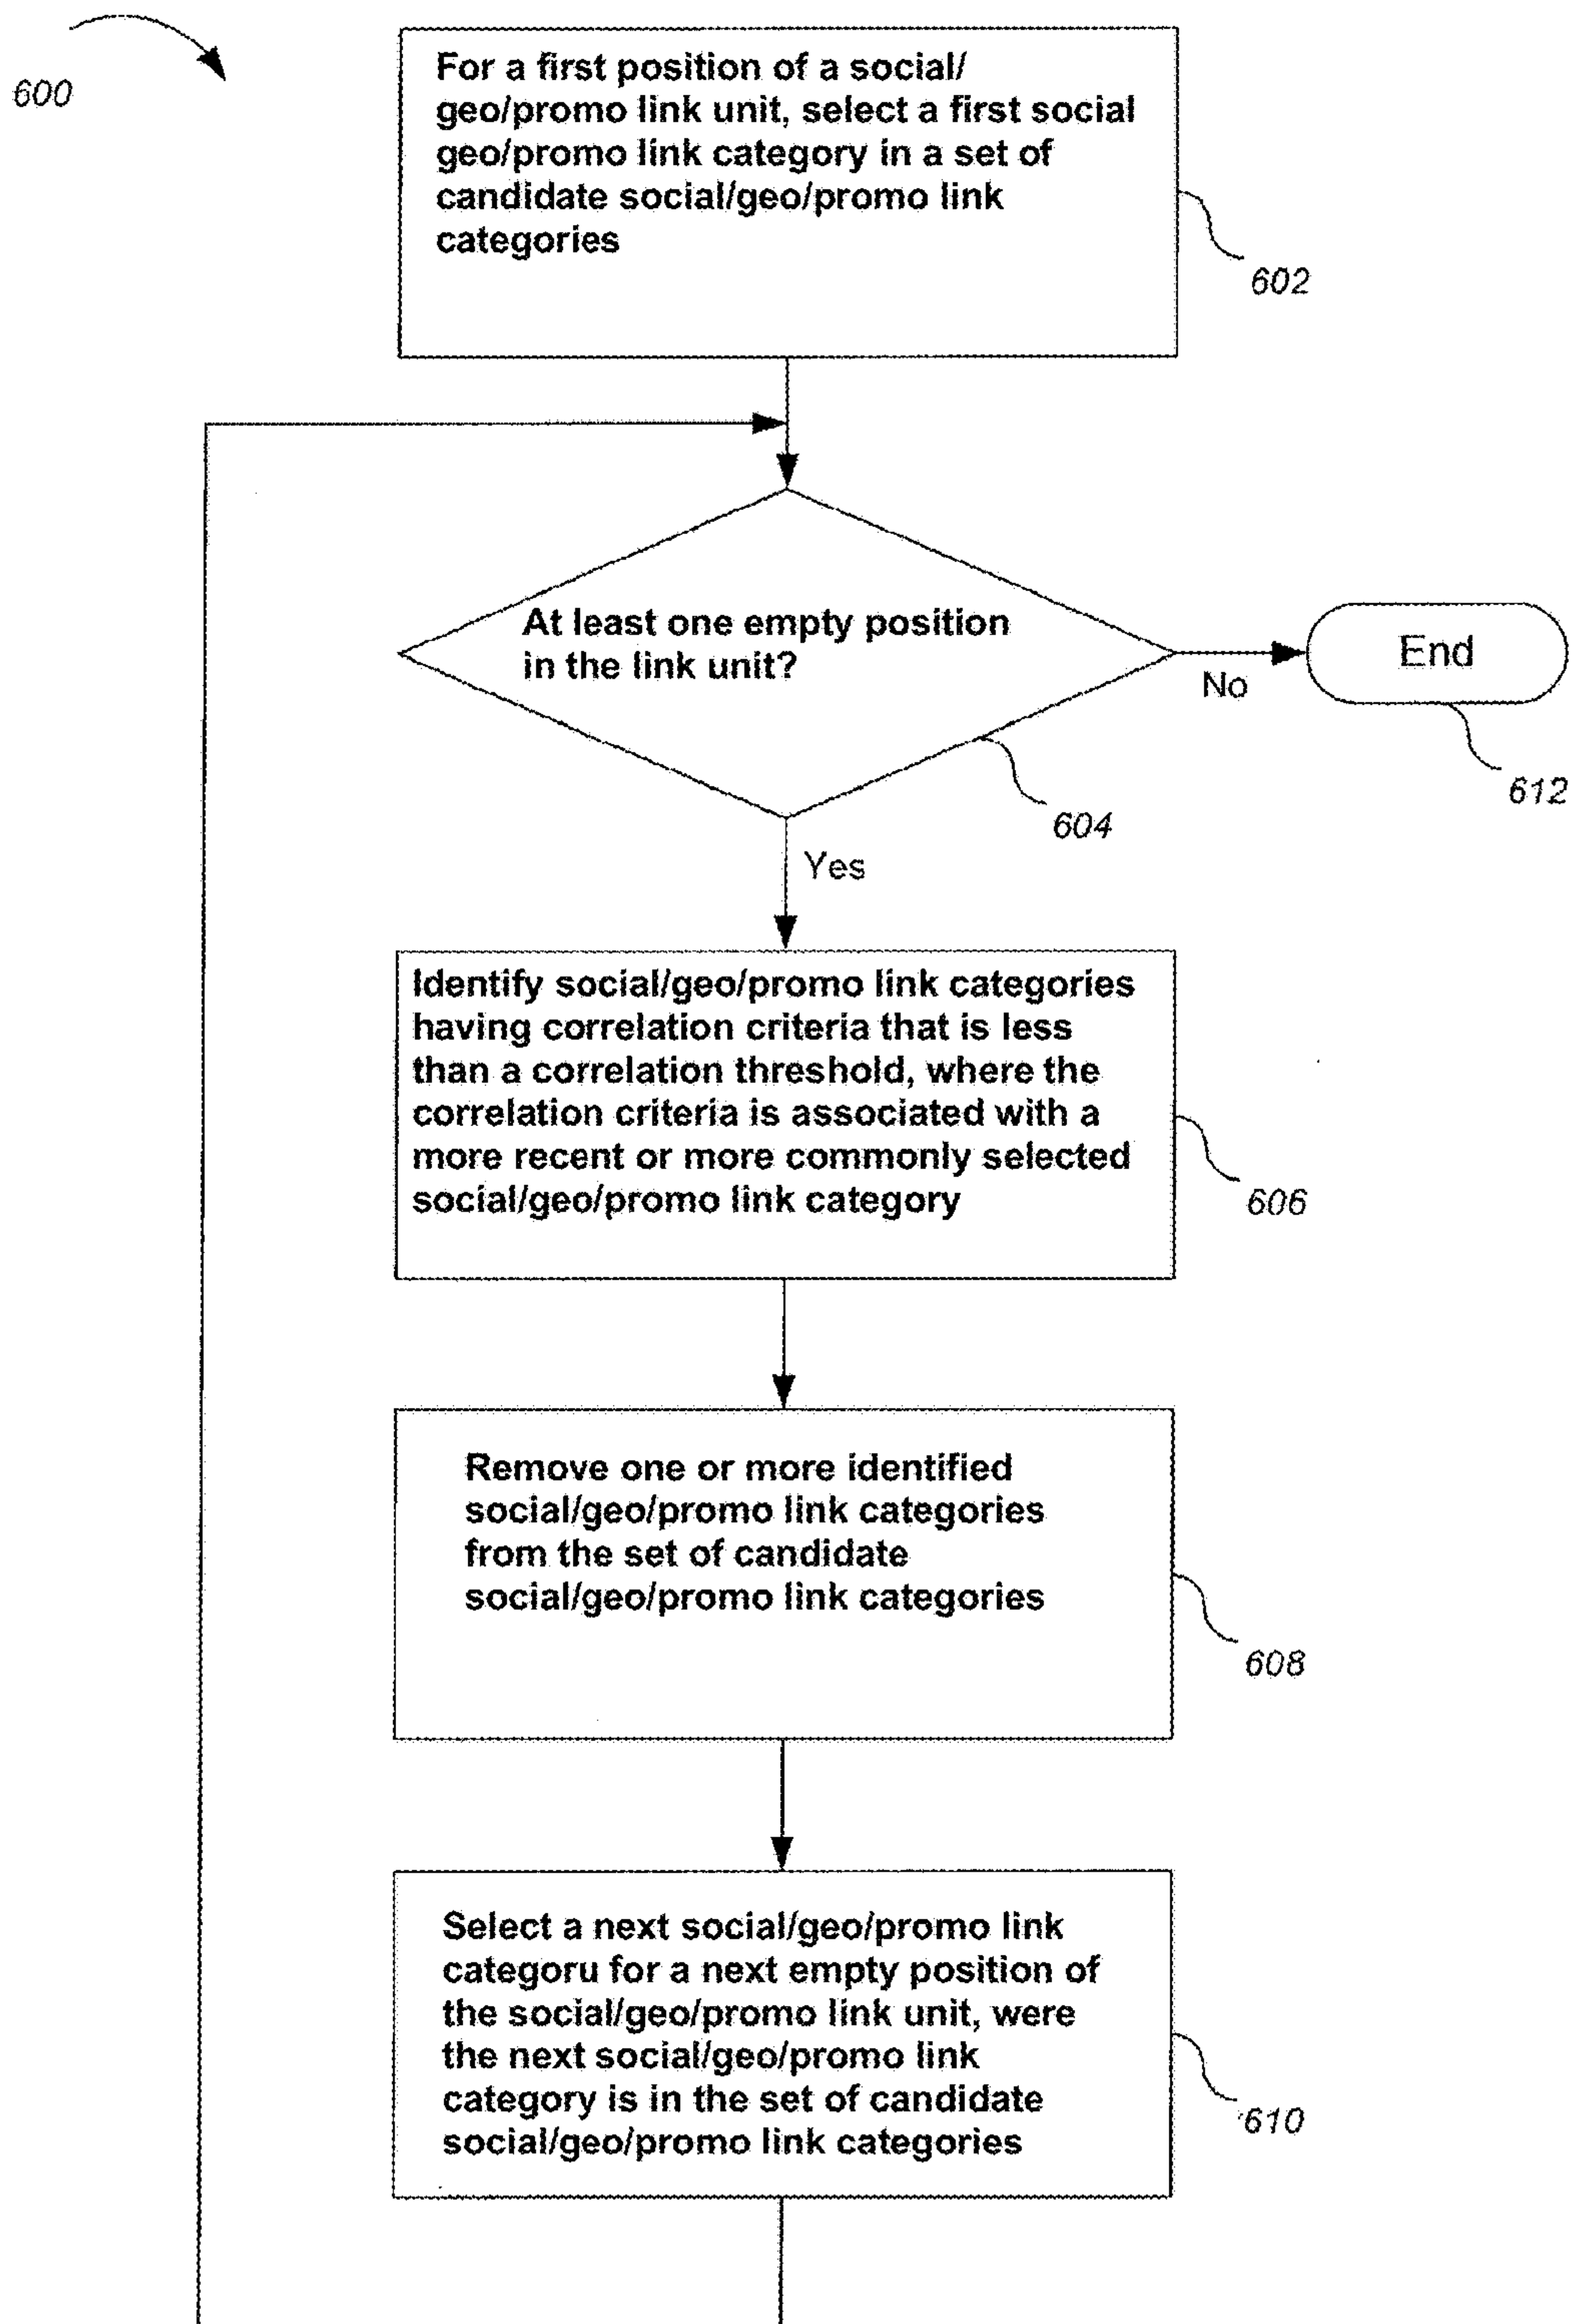 600
For a first position of a social/
geo/promo link unit, select a first social
geo/promo link category in a set of
candidate social/geo/promo link
categories
602
At least one empty position
in the link unit?
No
End
612
604
Yes
Identify social/geo/promo link categories
having correlation criteria that is less
than a correlation threshold, where the
correlation criteria is associated with a
more recent or more commonly selected
social/geo/promo link category
606
Remove one or more identified
social/geo/promo link categories
from the set of candidate
social/geo/promo link categories
608
Select a next social/geo/promo link
categoru for a next empty position of
the social/geo/promo link unit, were
the next social/geo/promo link
category is in the set of candidate
social/geo/promo link categories
610